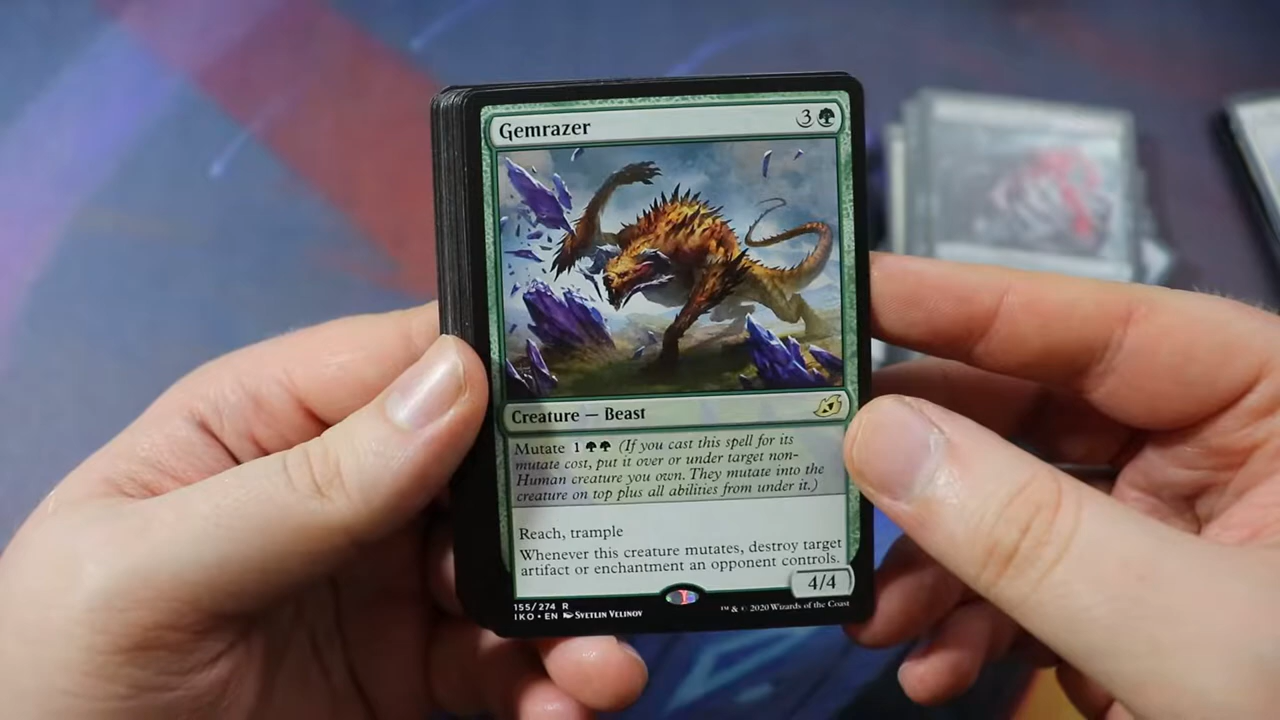 Gemrazer 3
Creature — Beast
Mutate 1 (If you cast this spell for its
mutate cost, put it over or under target non-
Human creature you own. They mutate into the
creature on top plus all abilities from under it.)
Reach, trample
Whenever this creature mutates, destroy target
artifact or enchantment an opponent controls.
4/4
155/274 R
IKO • EN Svetlin Velinov
™ & © 2020 Wizards of the Coast